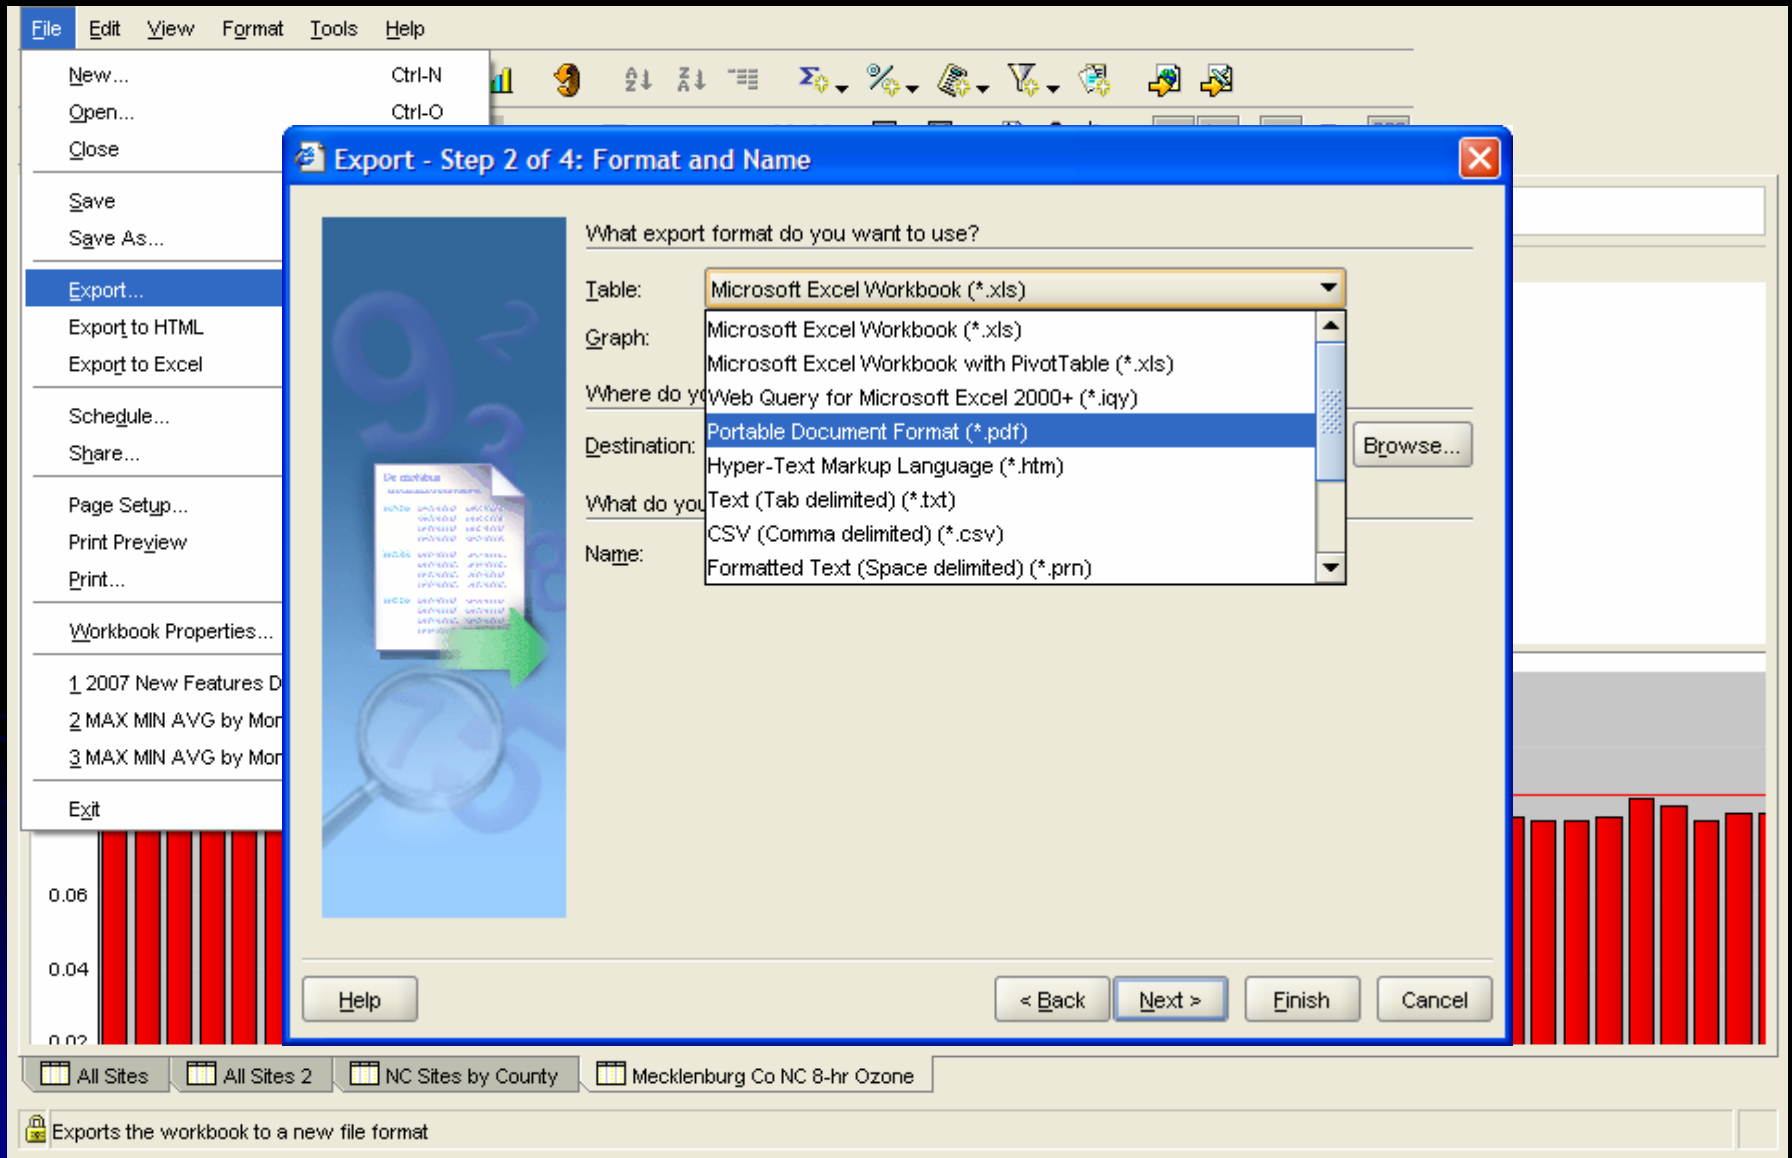 File Edit View Format Tools Help
New... Ctrl-N
Open... Ctrl-O
Close
Save
Save As...
Export...
Export to HTML
Export to Excel
Schedule...
Share...
Page Setup...
Print Preview
Print...
Workbook Properties...
1 2007 New Features D
2 MAX MIN AVG by Mon
3 MAX MIN AVG by Mon
Exit
Export - Step 2 of 4: Format and Name
What export format do you want to use?
Table: Microsoft Excel Workbook (*.xls)
Graph:
Microsoft Excel Workbook (*.xls)
Microsoft Excel Workbook with PivotTable (*.xls)
Where do yo
Web Query for Microsoft Excel 2000+ (*.iqy)
Portable Document Format (*.pdf)
Destination:
Browse...
Hyper-Text Markup Language (*.htm)
What do you
Text (Tab delimited) (*.txt)
CSV (Comma delimited) (*.csv)
Name:
Formatted Text (Space delimited) (*.prn)
Help < Back Next > Finish Cancel
0.06
0.04
0.02
All Sites All Sites 2 NC Sites by County Mecklenburg Co NC 8-hr Ozone
Exports the workbook to a new file format